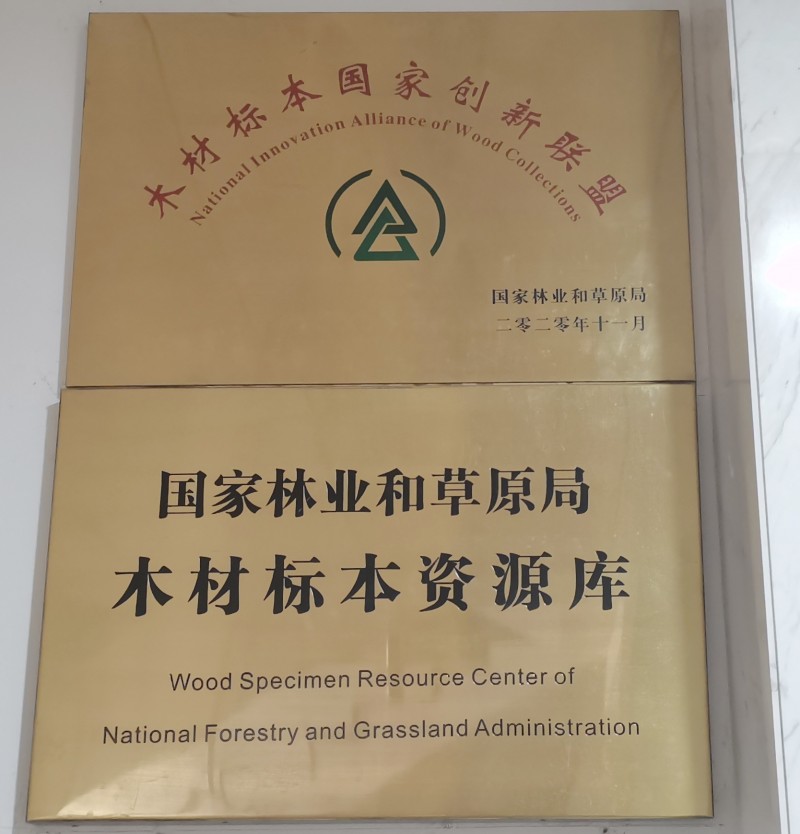 木材标本国家创新联盟
National Innovation Alliance of Wood Collections
国家林业和草原局
二零二零年十一月
国家林业和草原局
木材标本资源库
Wood Specimen Resource Center of
National Forestry and Grassland Administration